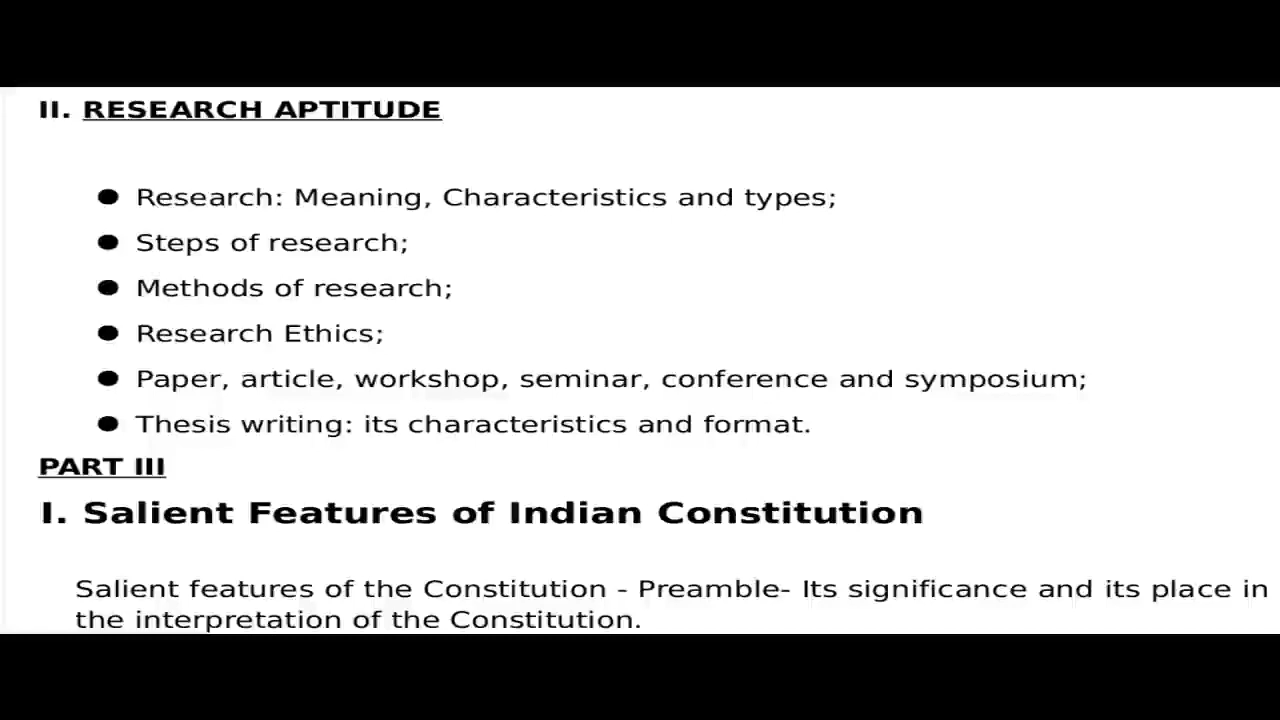 II. RESEARCH APTITUDE
● Research: Meaning, Characteristics and types;
● Steps of research;
● Methods of research;
● Research Ethics;
● Paper, article, workshop, seminar, conference and symposium;
● Thesis writing: its characteristics and format.
PART III
I. Salient Features of Indian Constitution
Salient features of the Constitution - Preamble- Its significance and its place in
the interpretation of the Constitution.